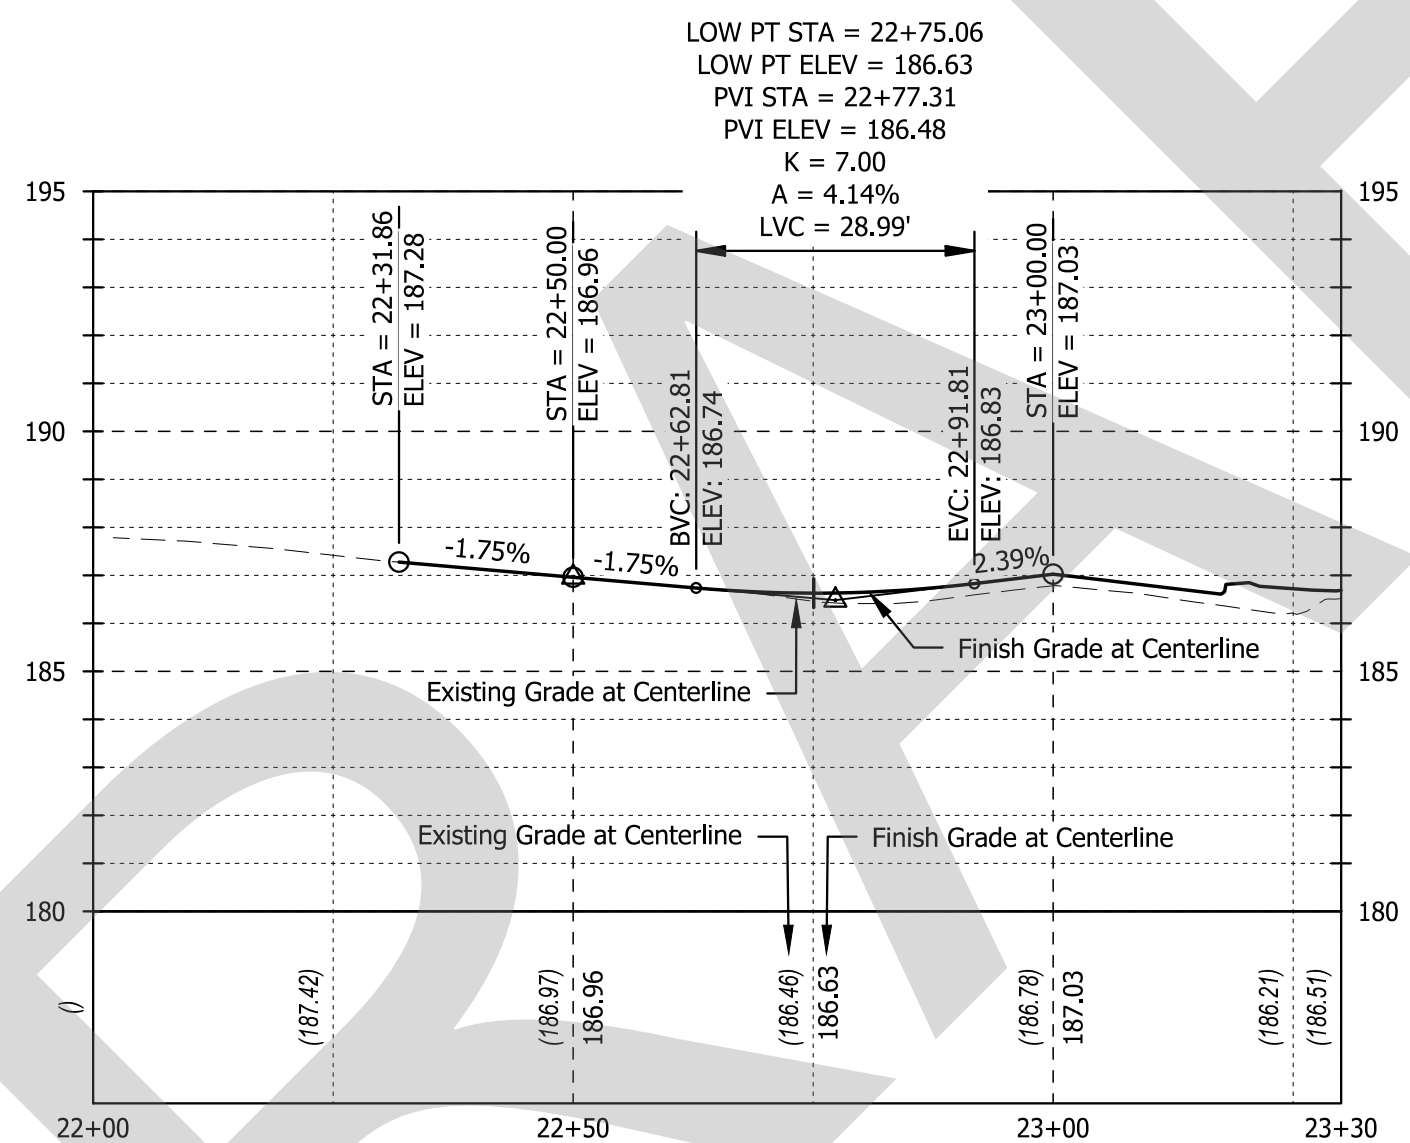 LOW PT STA = 22+75.06
LOW PT ELEV = 186.63
PVI STA = 22+77.31
PVI ELEV = 186.48
K = 7.00
A = 4.14%
LVC = 28.99'
195
195
STA = 22+31.86
ELEV = 187.28
STA = 22+50.00
ELEV = 186.96
BVC: 22+62.81
ELEV: 186.74
EVC: 22+91.81
ELEV: 186.83
STA = 23+00.00
ELEV = 187.03
190
190
-1.75%
-1.75%
2.39%
Finish Grade at Centerline
Existing Grade at Centerline
185
185
Existing Grade at Centerline
Finish Grade at Centerline
180
180
()
(187.42)
(186.97)
186.96
(186.46)
186.63
(186.78)
187.03
(186.21)
(186.51)
22+00
22+50
23+00
23+30